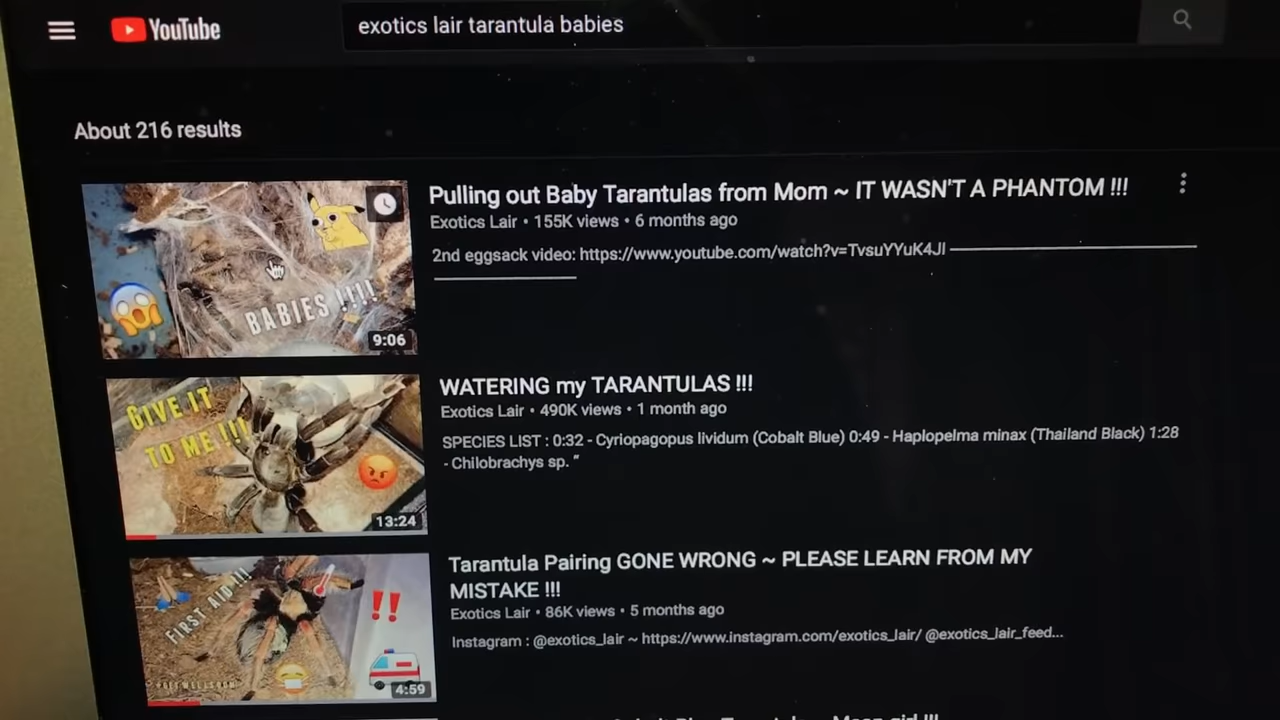 YouTube
exotics lair tarantula babies
About 216 results
BABIES !!!!
9:06
Pulling out Baby Tarantulas from Mom ~ IT WASN'T A PHANTOM !!!
Exotics Lair • 155K views • 6 months ago
2nd eggsack video: https://www.youtube.com/watch?v=TvsuYYuK4JI
GIVE IT
TO ME !!!
13:24
WATERING my TARANTULAS !!!
Exotics Lair • 490K views • 1 month ago
SPECIES LIST : 0:32 - Cyriopagopus lividum (Cobalt Blue) 0:49 - Haplopelma minax (Thailand Black) 1:28
- Chilobrachys sp. "
FIRST AID !!!
4:59
Tarantula Pairing GONE WRONG ~ PLEASE LEARN FROM MY
MISTAKE !!!
Exotics Lair • 86K views • 5 months ago
Instagram : @exotics_lair ~ https://www.instagram.com/exotics_lair/ @exotics_lair_feed...